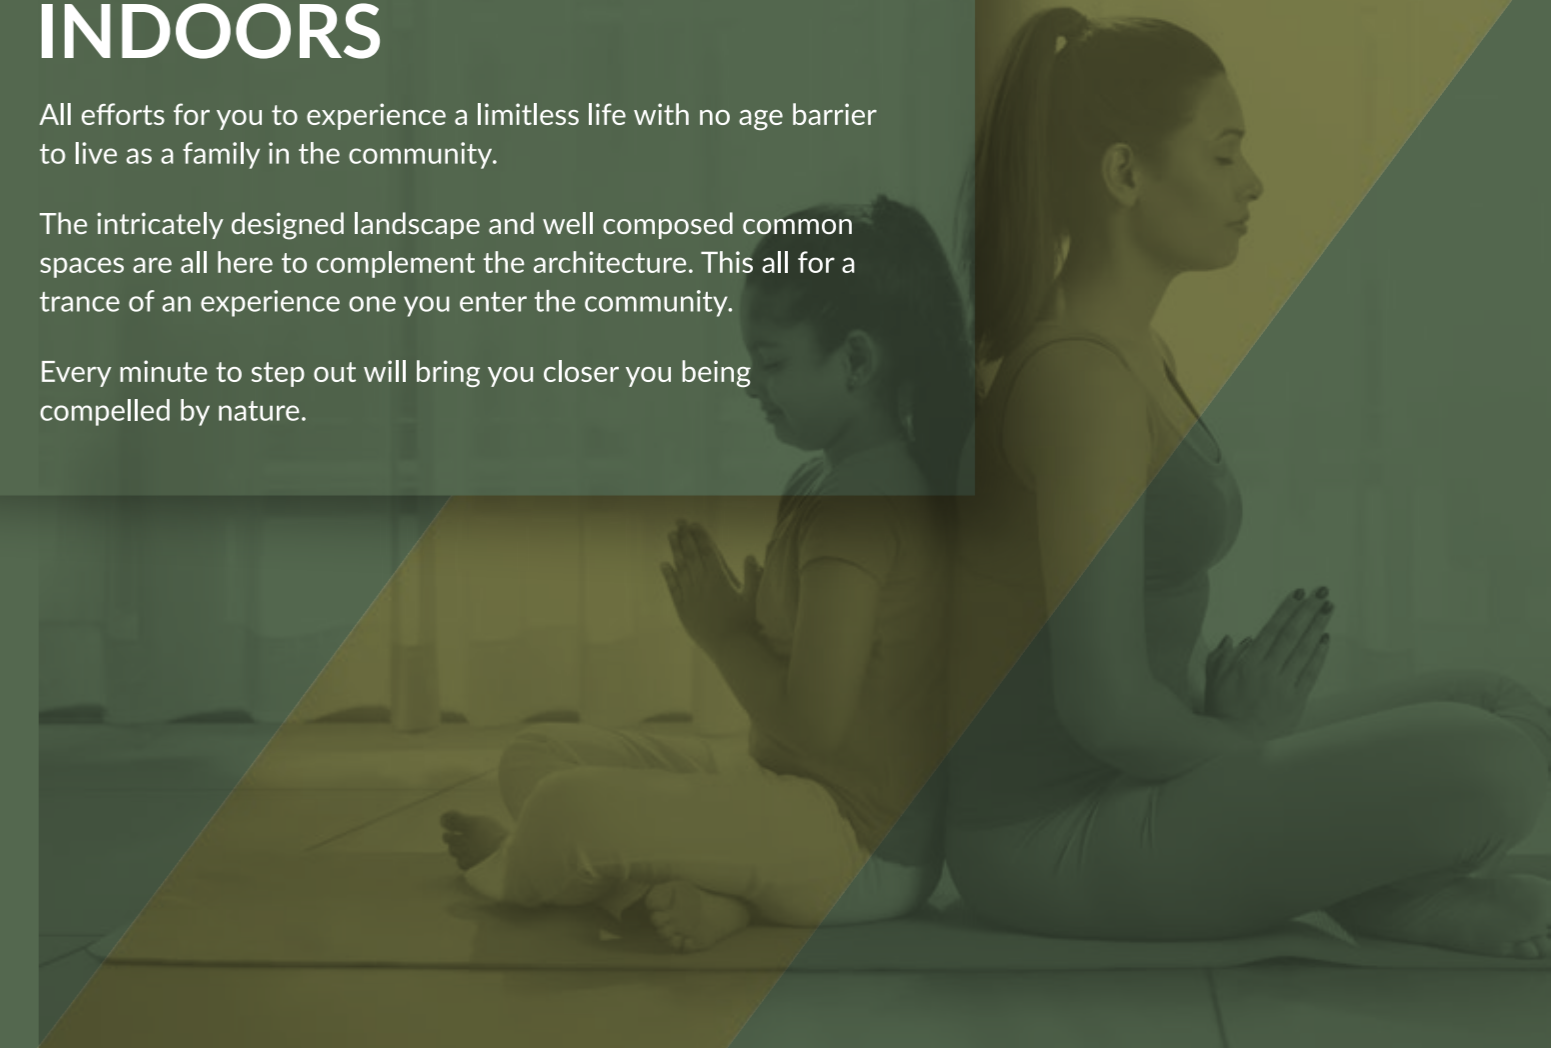 INDOORS
All efforts for you to experience a limitless life with no age barrier
to live as a family in the community.
The intricately designed landscape and well composed common
spaces are all here to complement the architecture. This all for a
trance of an experience one you enter the community.
Every minute to step out will bring you closer you being
compelled by nature.